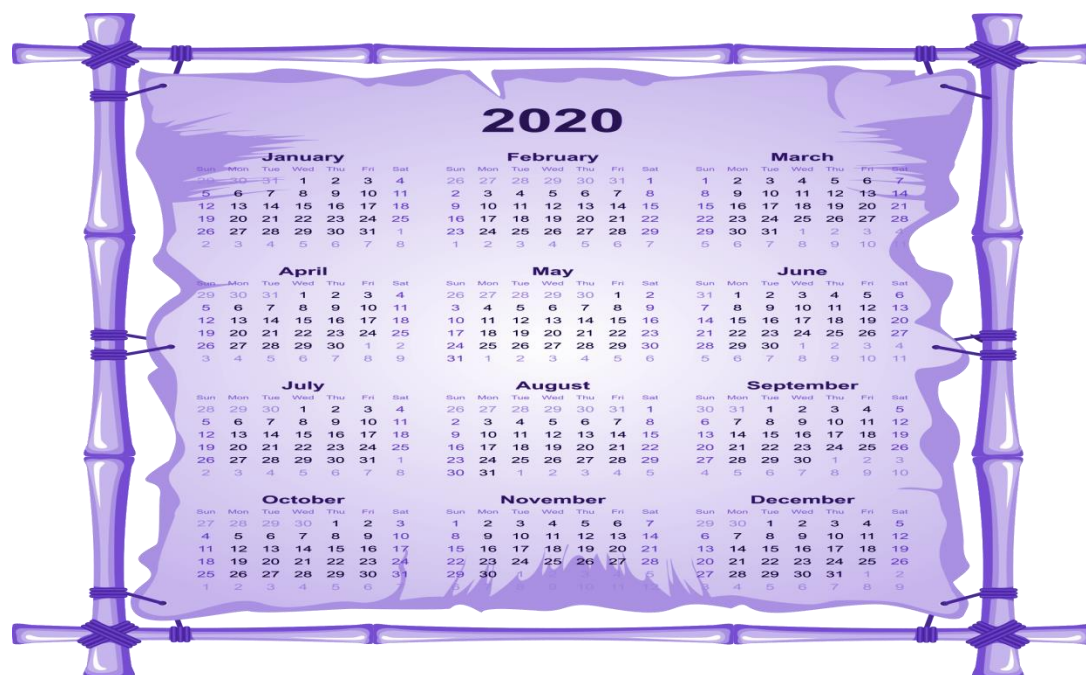 2020
January
Sun Mon Tue Wed Thu Fri Sat
29 30 31 1 2 3 4
5 6 7 8 9 10 11
12 13 14 15 16 17 18
19 20 21 22 23 24 25
26 27 28 29 30 31 1
2 3 4 5 6 7 8
February
Sun Mon Tue Wed Thu Fri Sat
26 27 28 29 30 31 1
2 3 4 5 6 7 8
9 10 11 12 13 14 15
16 17 18 19 20 21 22
23 24 25 26 27 28 29
1 2 3 4 5 6 7
March
Sun Mon Tue Wed Thu Fri Sat
1 2 3 4 5 6 7
8 9 10 11 12 13 14
15 16 17 18 19 20 21
22 23 24 25 26 27 28
29 30 31 1 2 3 4
5 6 7 8 9 10 11
April
Sun Mon Tue Wed Thu Fri Sat
29 30 31 1 2 3 4
5 6 7 8 9 10 11
12 13 14 15 16 17 18
19 20 21 22 23 24 25
26 27 28 29 30 1 2
3 4 5 6 7 8 9
May
Sun Mon Tue Wed Thu Fri Sat
26 27 28 29 30 1 2
3 4 5 6 7 8 9
10 11 12 13 14 15 16
17 18 19 20 21 22 23
24 25 26 27 28 29 30
31 1 2 3 4 5 6
June
Sun Mon Tue Wed Thu Fri Sat
31 1 2 3 4 5 6
7 8 9 10 11 12 13
14 15 16 17 18 19 20
21 22 23 24 25 26 27
28 29 30 1 2 3 4
5 6 7 8 9 10 11
July
Sun Mon Tue Wed Thu Fri Sat
28 29 30 1 2 3 4
5 6 7 8 9 10 11
12 13 14 15 16 17 18
19 20 21 22 23 24 25
26 27 28 29 30 31 1
2 3 4 5 6 7 8
August
Sun Mon Tue Wed Thu Fri Sat
26 27 28 29 30 31 1
2 3 4 5 6 7 8
9 10 11 12 13 14 15
16 17 18 19 20 21 22
23 24 25 26 27 28 29
30 31 1 2 3 4 5
September
Sun Mon Tue Wed Thu Fri Sat
30 31 1 2 3 4 5
6 7 8 9 10 11 12
13 14 15 16 17 18 19
20 21 22 23 24 25 26
27 28 29 30 1 2 3
4 5 6 7 8 9 10
October
Sun Mon Tue Wed Thu Fri Sat
27 28 29 30 1 2 3
4 5 6 7 8 9 10
11 12 13 14 15 16 17
18 19 20 21 22 23 24
25 26 27 28 29 30 31
1 2 3 4 5 6
November
Sun Mon Tue Wed Thu Fri Sat
1 2 3 4 5 6 7
8 9 10 11 12 13 14
15 16 17 18 19 20 21
22 23 24 25 26 27 28
29 30 1 2 5
9 10 11 12
December
Sun Mon Tue Wed Thu Fri Sat
29 30 1 2 3 4 5
6 7 8 9 10 11 12
13 14 15 16 17 18 19
20 21 22 23 24 25 26
27 28 29 30 31 1 2
3 4 5 6 7 8 9